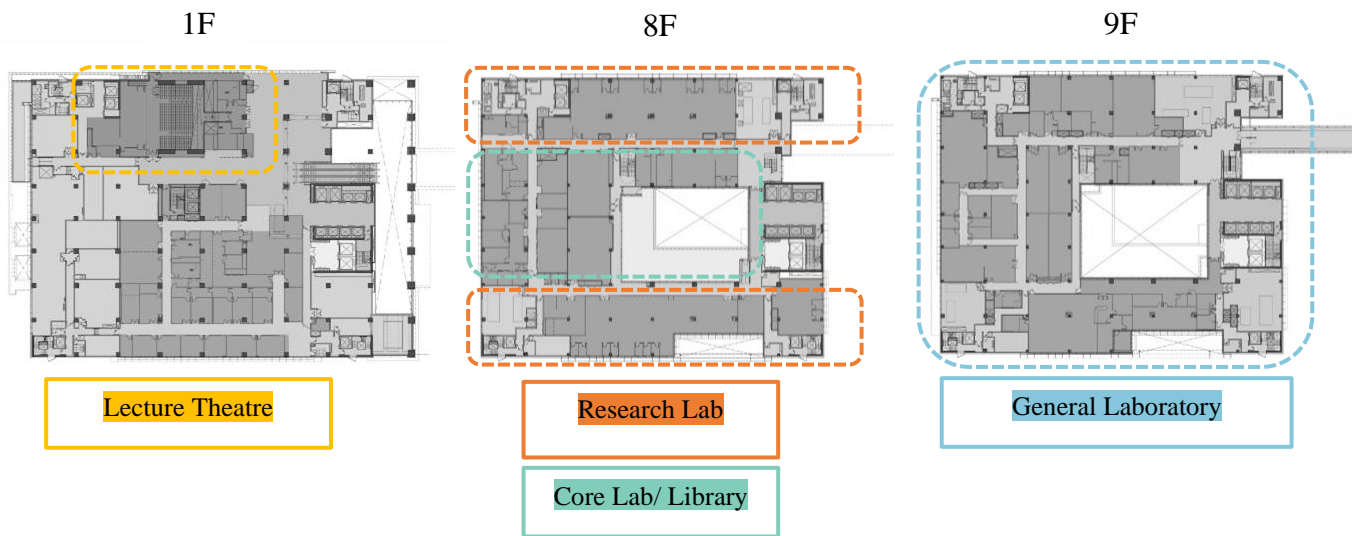 1F
8F
9F
Lecture Theatre
Research Lab
General Laboratory
Core Lab/ Library